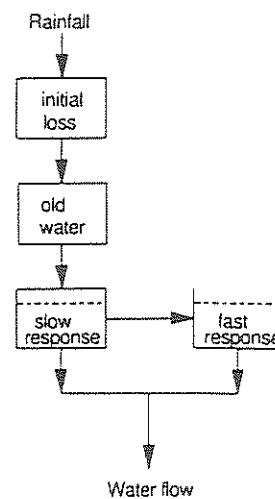 Rainfall
initial
loss
old
water
slow
response
fast
response
Water flow